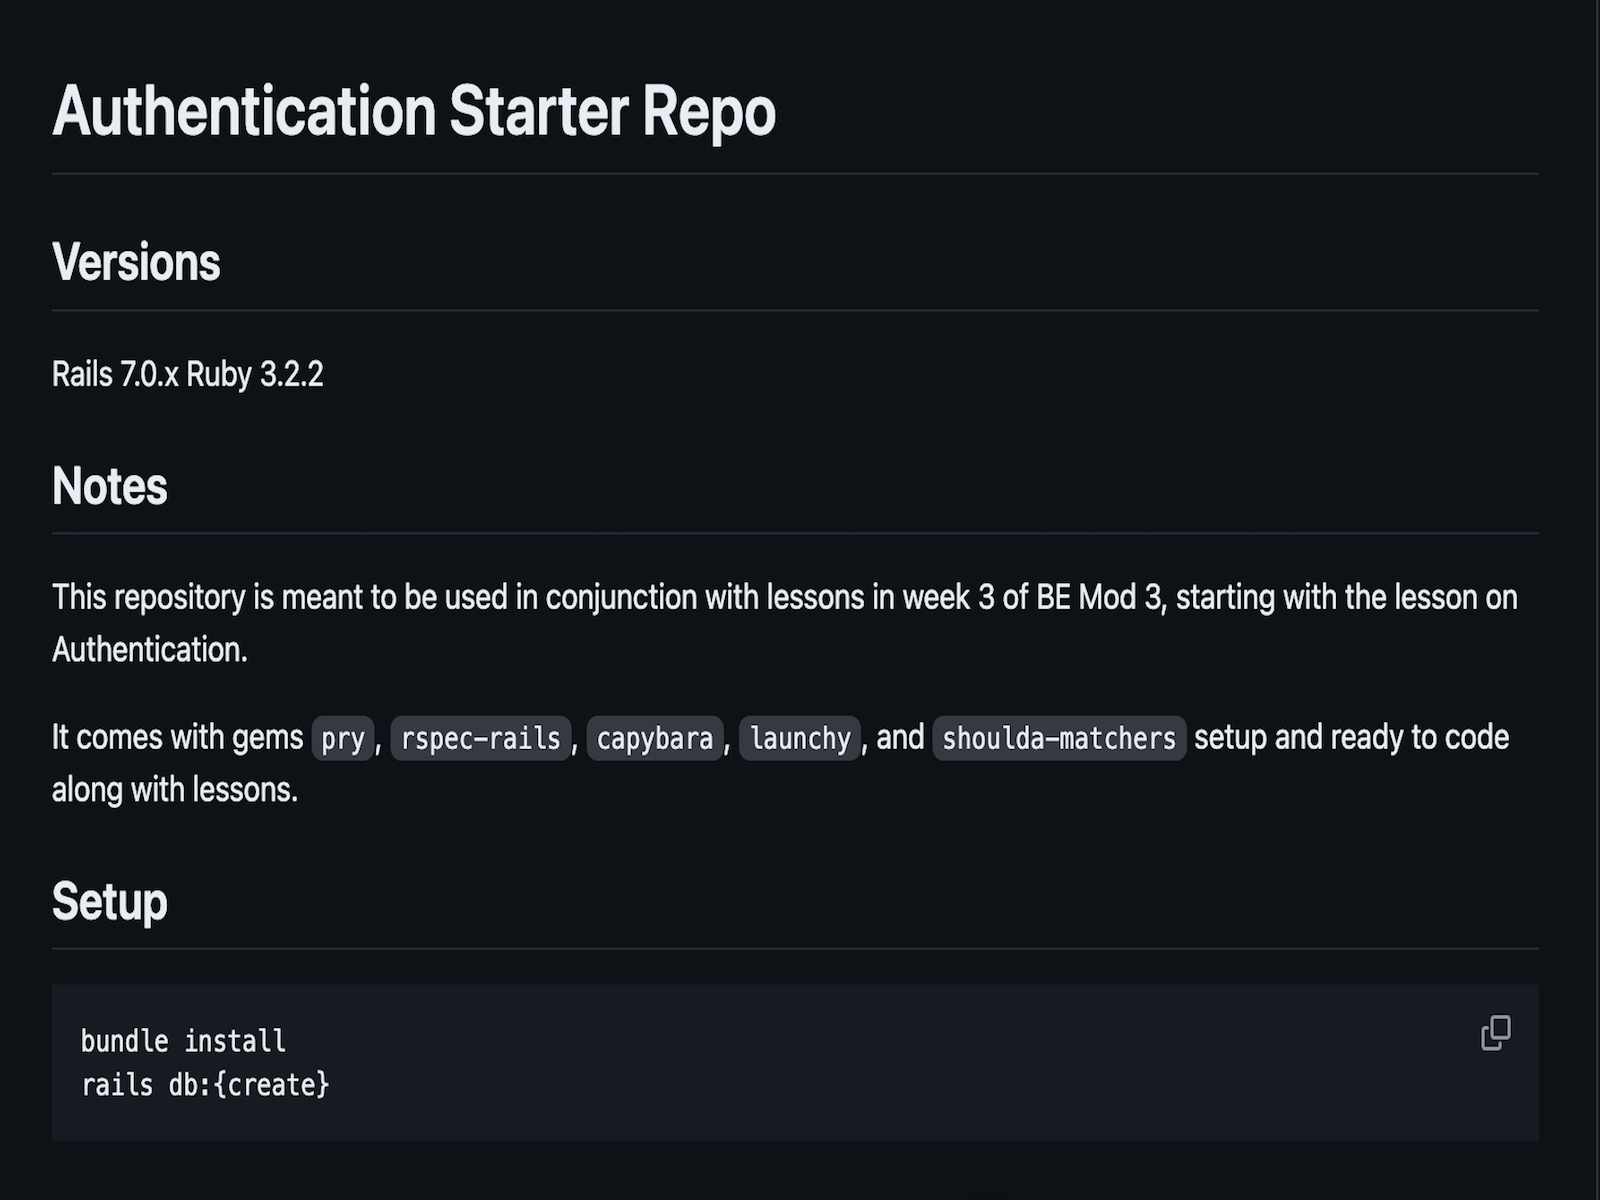 Authentication Starter Repo
Versions
Rails 7.0.x Ruby 3.2.2
Notes
This repository is meant to be used in conjunction with lessons in week 3 of BE Mod 3, starting with the lesson on
Authentication.
It comes with gems pry, rspec-rails, capybara, launchy, and shoulda-matchers setup and ready to code
along with lessons.
Setup
bundle install
rails db:{create}